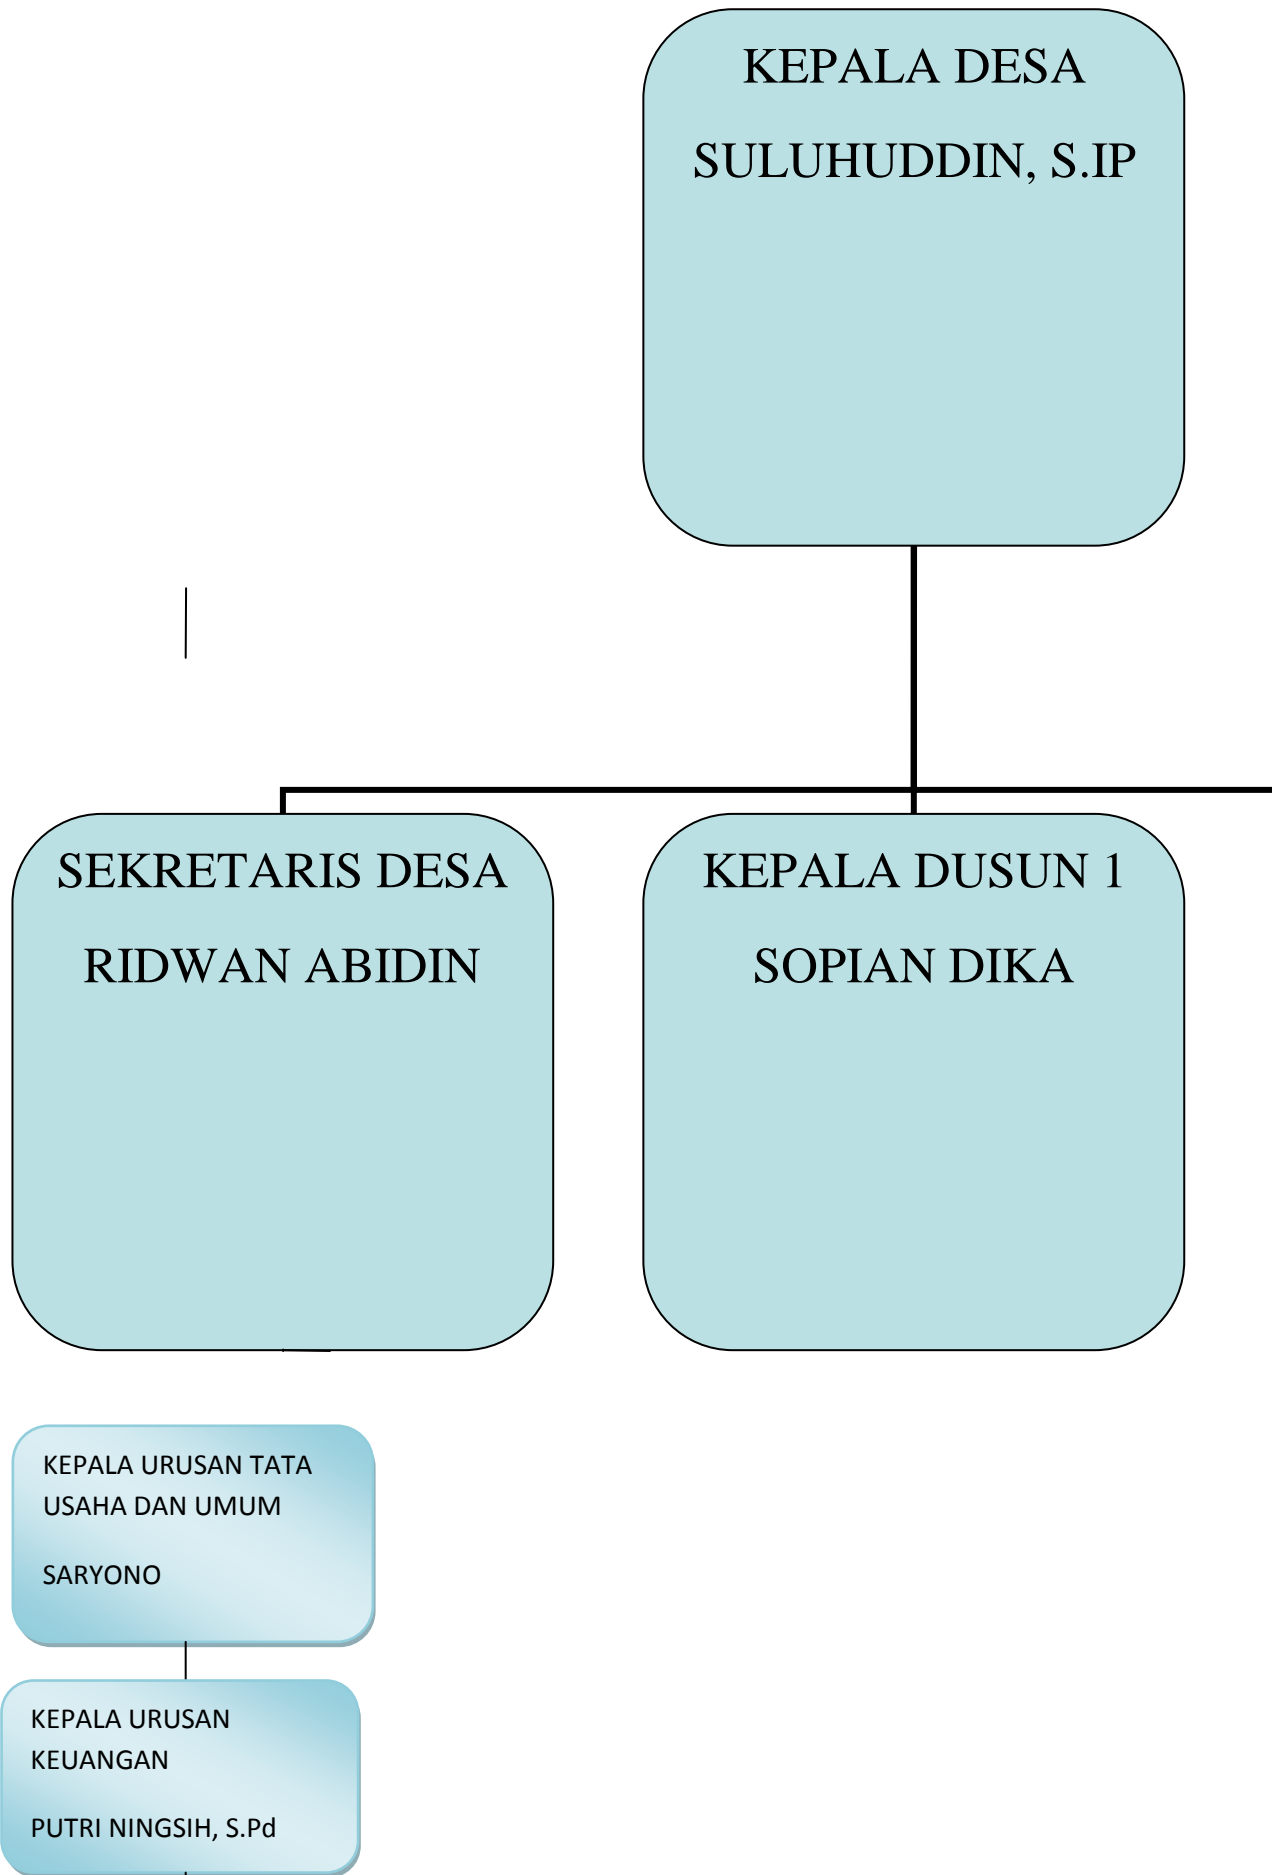 KEPALA DESA
SULUHUDDIN, S.IP
SEKRETARIS DESA
RIDWAN ABIDIN
KEPALA DUSUN 1
SOPIAN DIKA
KEPALA URUSAN TATA
USAHA DAN UMUM
SARYONO
KEPALA URUSAN
KEUANGAN
PUTRI NINGSIH, S.Pd